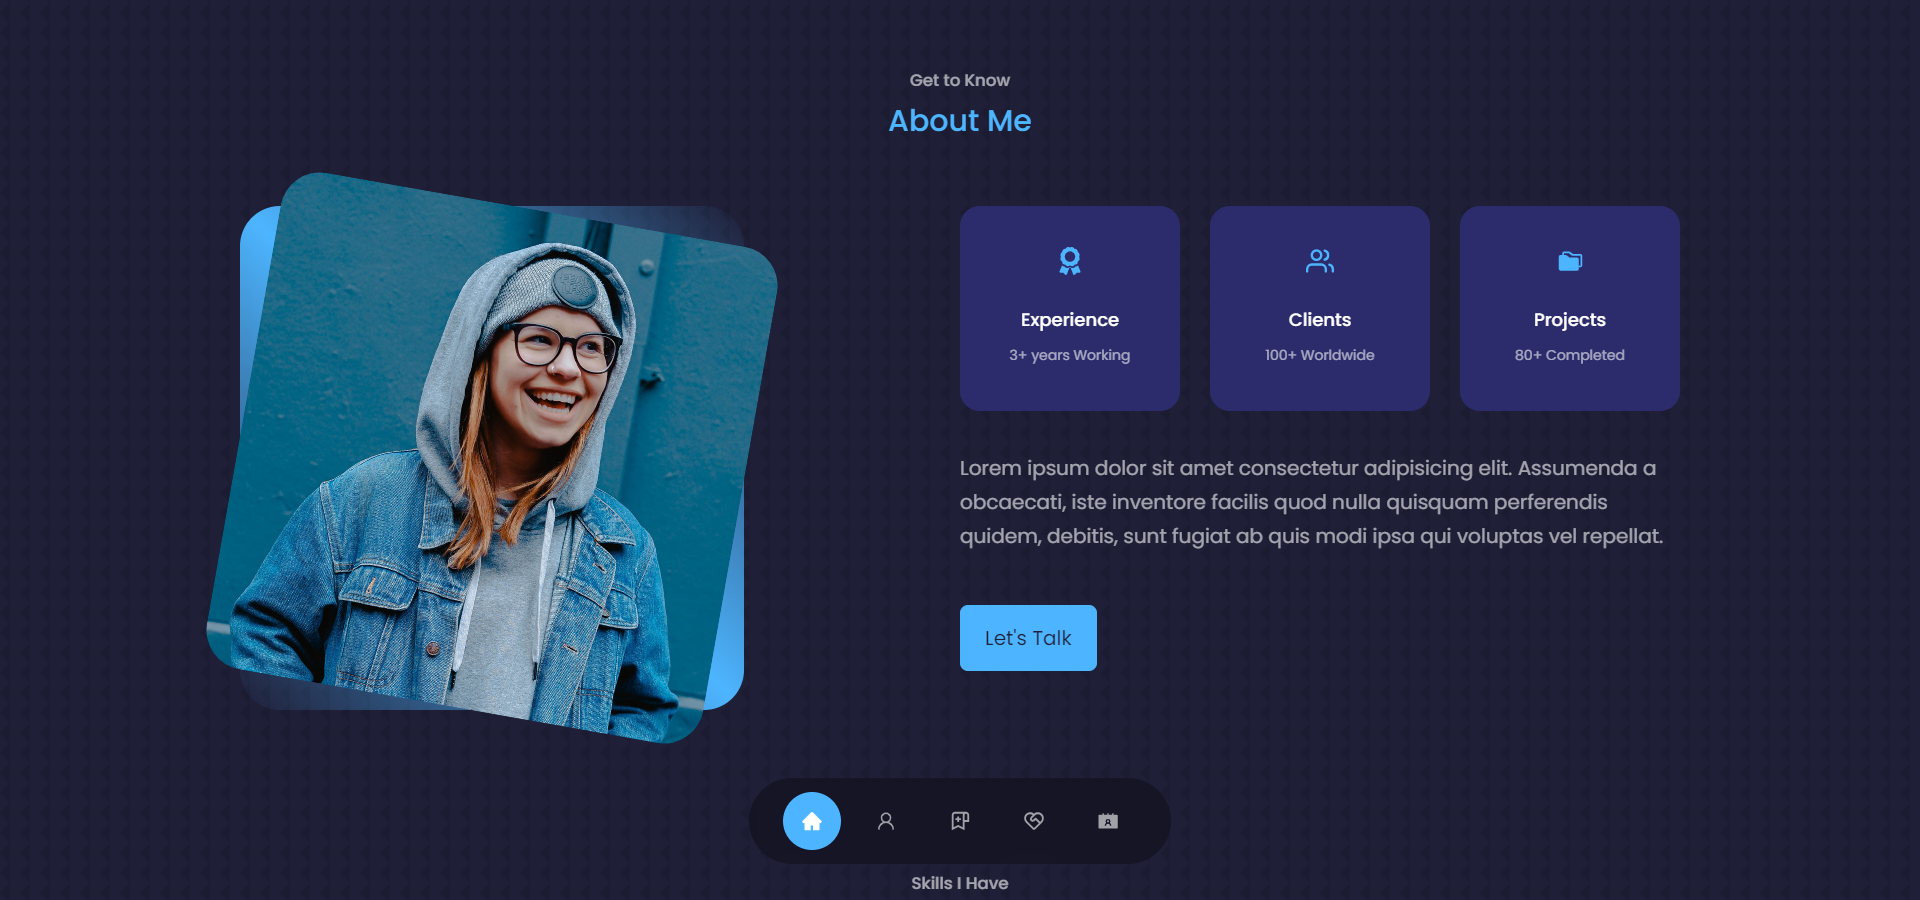 Get to Know
About Me
Experience
3+ years Working
Clients
100+ Worldwide
Projects
80+ Completed
Lorem ipsum dolor sit amet consectetur adipisicing elit. Assumenda a
obcaecati, iste inventore facilis quod nulla quisquam perferendis
quidem, debitis, sunt fugiat ab quis modi ipsa qui voluptas vel repellat.
Let's Talk
Skills I Have